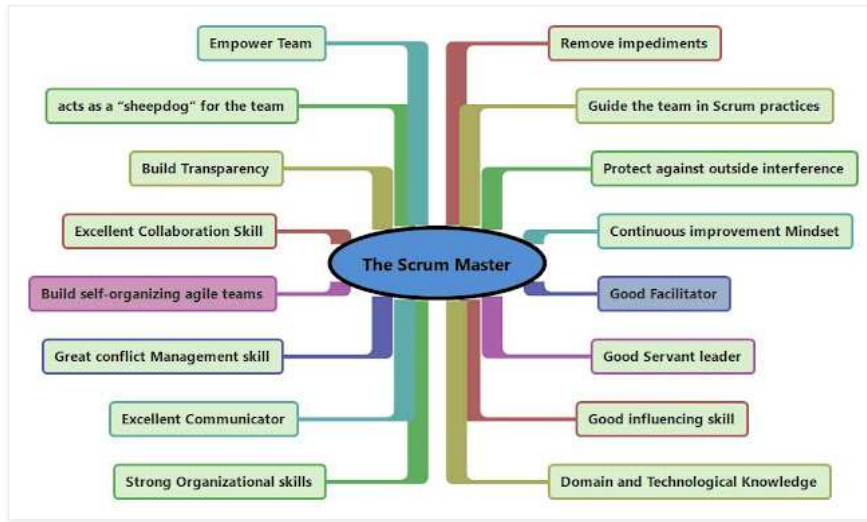 Empower Team
acts as a “sheepdog” for the team
Build Transparency
Excellent Collaboration Skill
Build self-organizing agile teams
Great conflict Management skill
Excellent Communicator
Strong Organizational skills
The Scrum Master
Remove impediments
Guide the team in Scrum practices
Protect against outside interference
Continuous improvement Mindset
Good Facilitator
Good Servant leader
Good influencing skill
Domain and Technological Knowledge